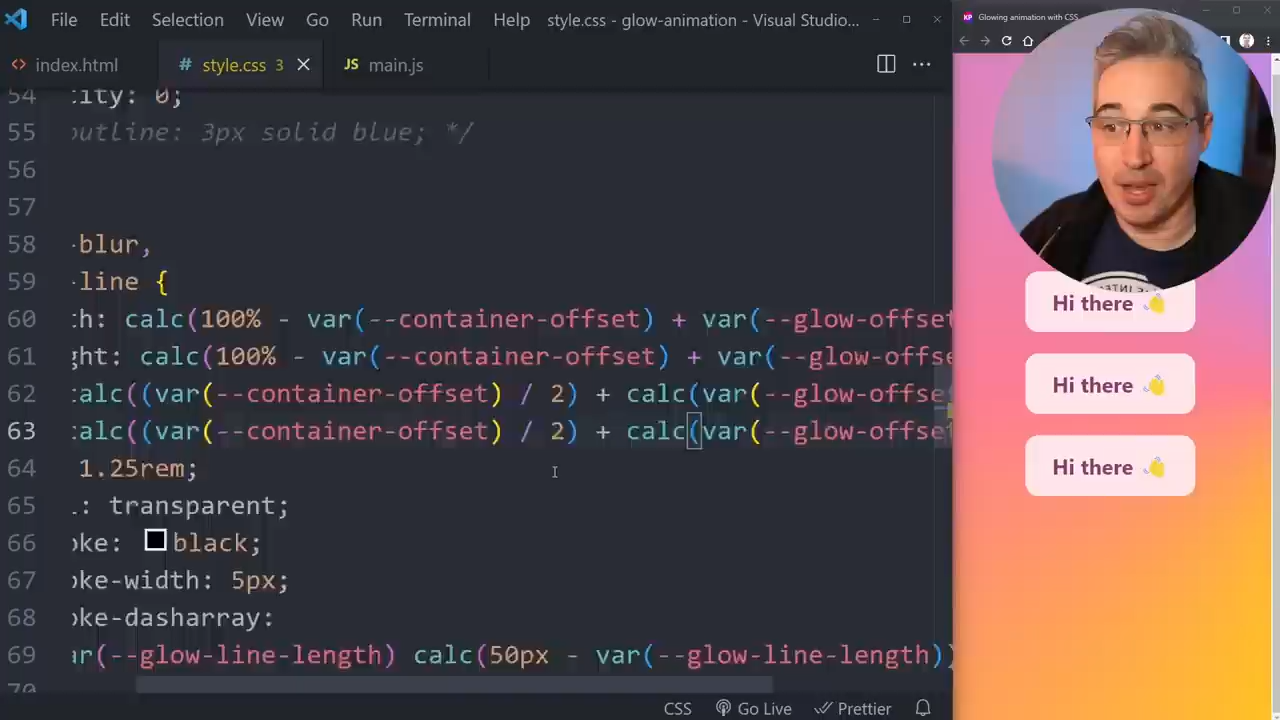 File Edit Selection View Go Run Terminal Help style.css - glow-animation - Visual Studio...
index.html # style.css 3 JS main.js
54 ity: 0;
55 outline: 3px solid blue; */
56
57
58 -blur,
59 line {
60 h: calc(100% - var(--container-offset) + var(--glow-offset
61 ght: calc(100% - var(--container-offset) + var(--glow-offse
62 alc((var(--container-offset) / 2) + calc(var(--glow-offse
63 alc((var(--container-offset) / 2) + calc(var(--glow-offset
64 1.25rem;
65 : transparent;
66 oke: black;
67 oke-width: 5px;
68 oke-dasharray:
69 ar(--glow-line-length) calc(50px - var(--glow-line-length))
70
CSS Go Live Prettier
KP Glowing animation with CSS
Hi there 👋
Hi there 👋
Hi there 👋